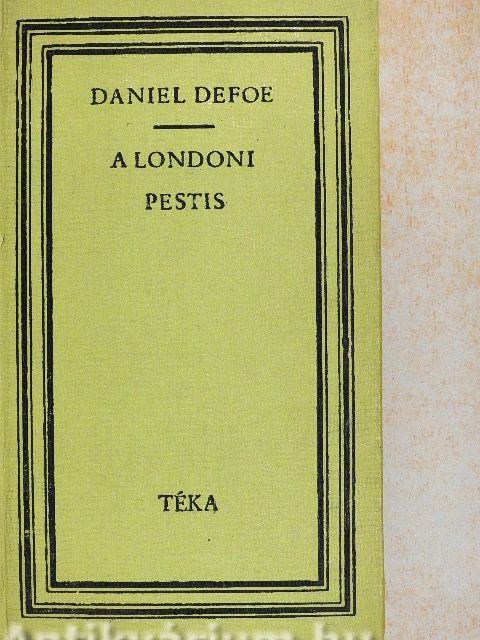 DANIEL DEFOE
A LONDONI
PESTIS
TÉKA